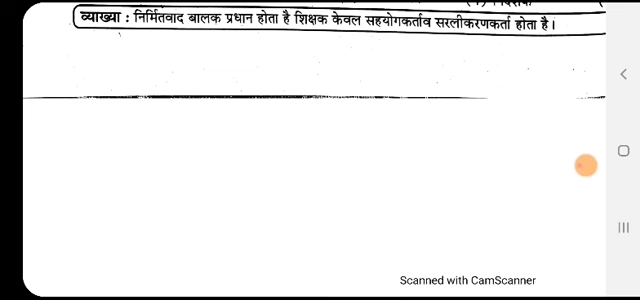 व्याख्या : निर्मितवाद बालक प्रधान होता है शिक्षक केवल सहयोगकर्ताव सरलीकरणकर्ता होता है।
Scanned with CamScanner